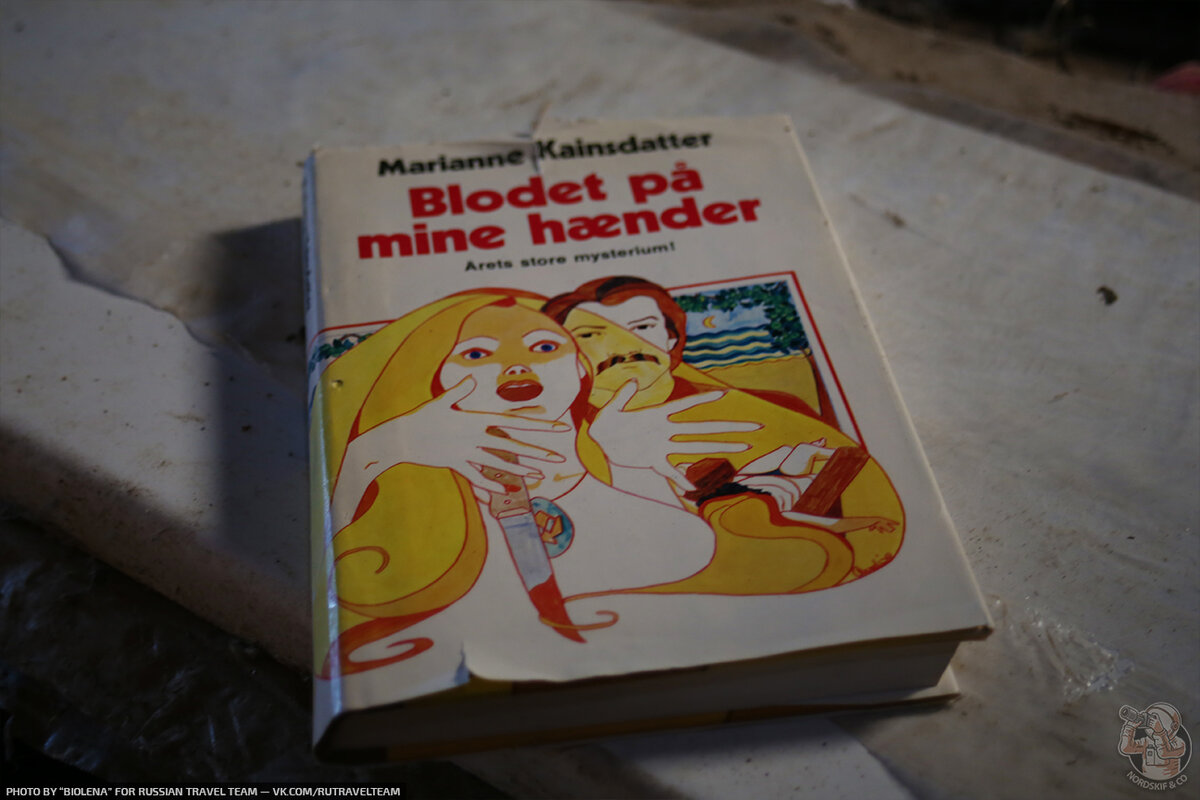 Marianne Kainsdatter
Blodet på
mine hænder
Årets store mysterium!
PHOTO BY "BIOLENA" FOR RUSSIAN TRAVEL TEAM — VK.COM/RUTRAVELTEAM
NORDSKIF & CO